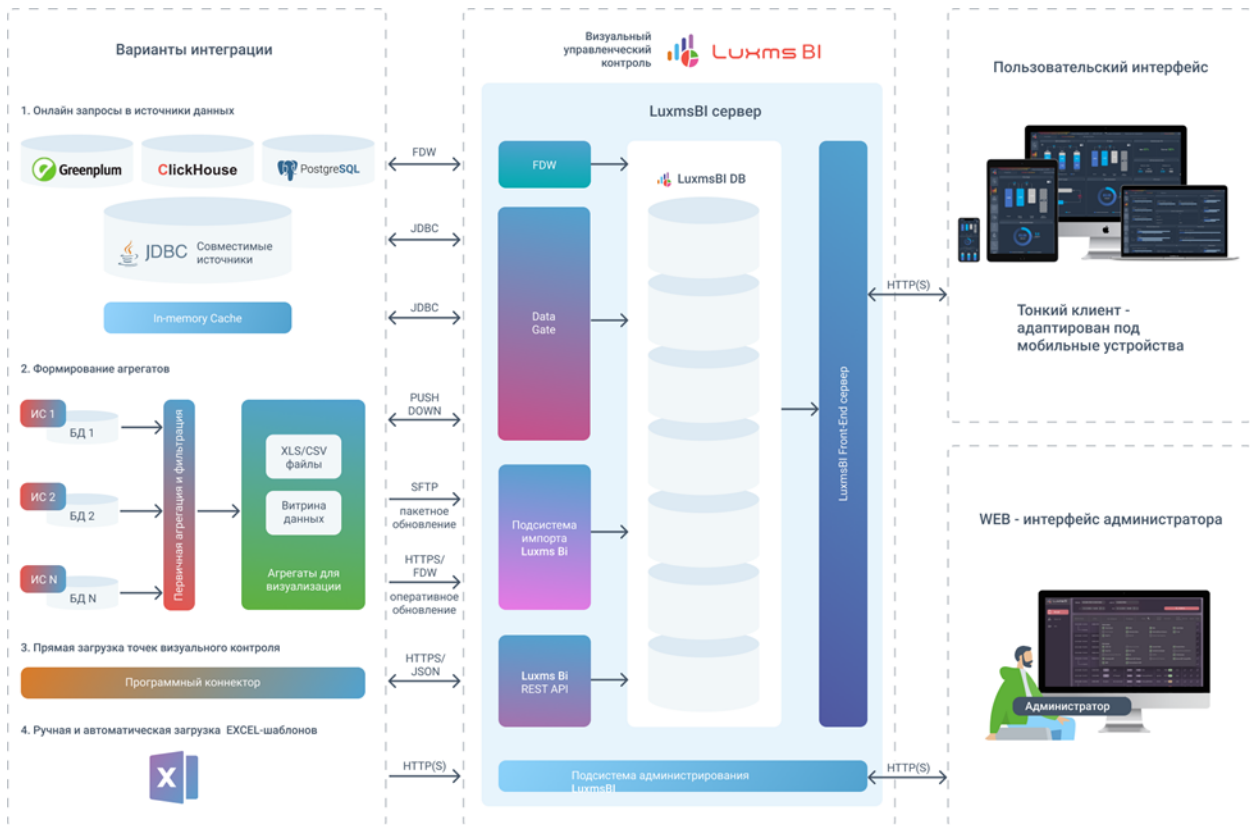 Варианты интеграции
1. Онлайн запросы в источники данных
Greenplum
ClickHouse
PostgreSQL
JDBC
Совместимые
источники
In-memory Cache
2. Формирование агрегатов
ИС 1
БД 1
ИС 2
БД 2
ИС N
БД N
Первичная агрегация и фильтрация
XLS/CSV
файлы
Витрина
данных
Агрегаты для
визуализации
3. Прямая загрузка точек визуального контроля
Программный коннектор
4. Ручная и автоматическая загрузка EXCEL-шаблонов
X
FDW
JDBC
JDBC
PUSH
DOWN
SFTP
пакетное
обновление
HTTPS/
FDW
оперативное
обновление
HTTPS/
JSON
HTTP(S)
Визуальный
управленческий
контроль
Luxms BI
LuxmsBI сервер
FDW
Data
Gate
Подсистема
импорта
Luxms Bi
Luxms Bi
REST API
LuxmsBI DB
LuxmsBI Front-End сервер
Подсистема администрирования
LuxmsBI
HTTP(S)
HTTP(S)
Пользовательский интерфейс
Тонкий клиент -
адаптирован под
мобильные устройства
WEB - интерфейс администратора
Администратор